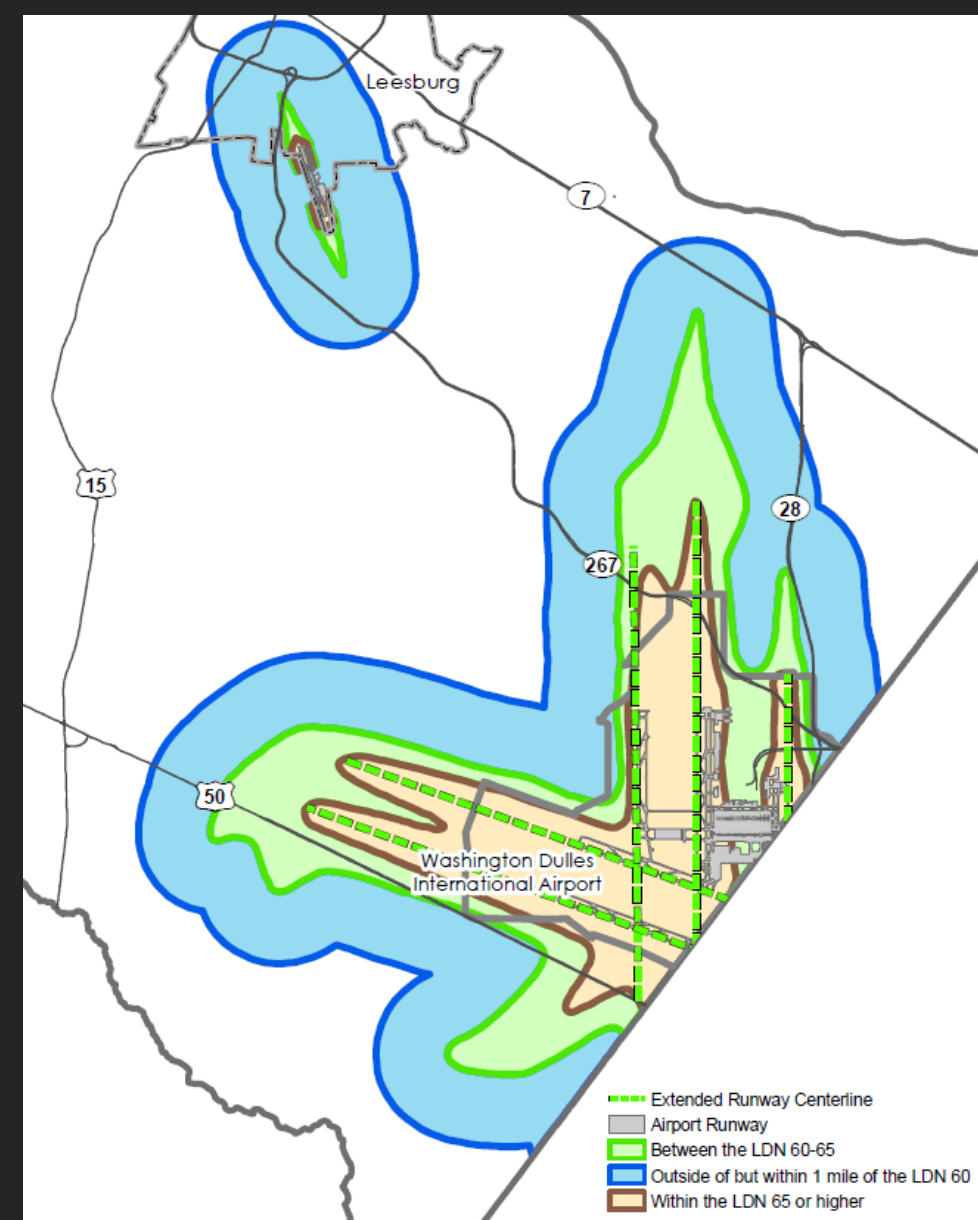 Leesburg
7
15
28
267
50
Washington Dulles
International Airport
Extended Runway Centerline
Airport Runway
Between the LDN 60-65
Outside of but within 1 mile of the LDN 60
Within the LDN 65 or higher